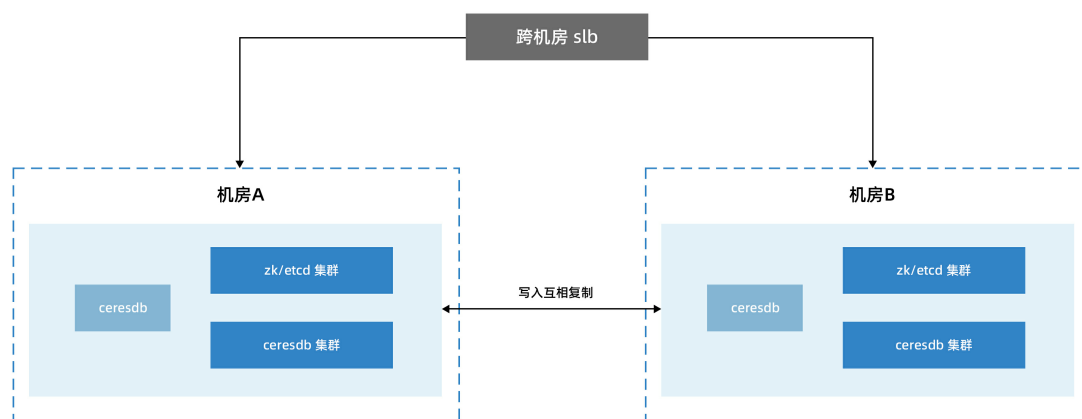 跨机房 slb
机房A
机房B
zk/etcd 集群
ceresdb
ceresdb 集群
写入互相复制
zk/etcd 集群
ceresdb
ceresdb 集群